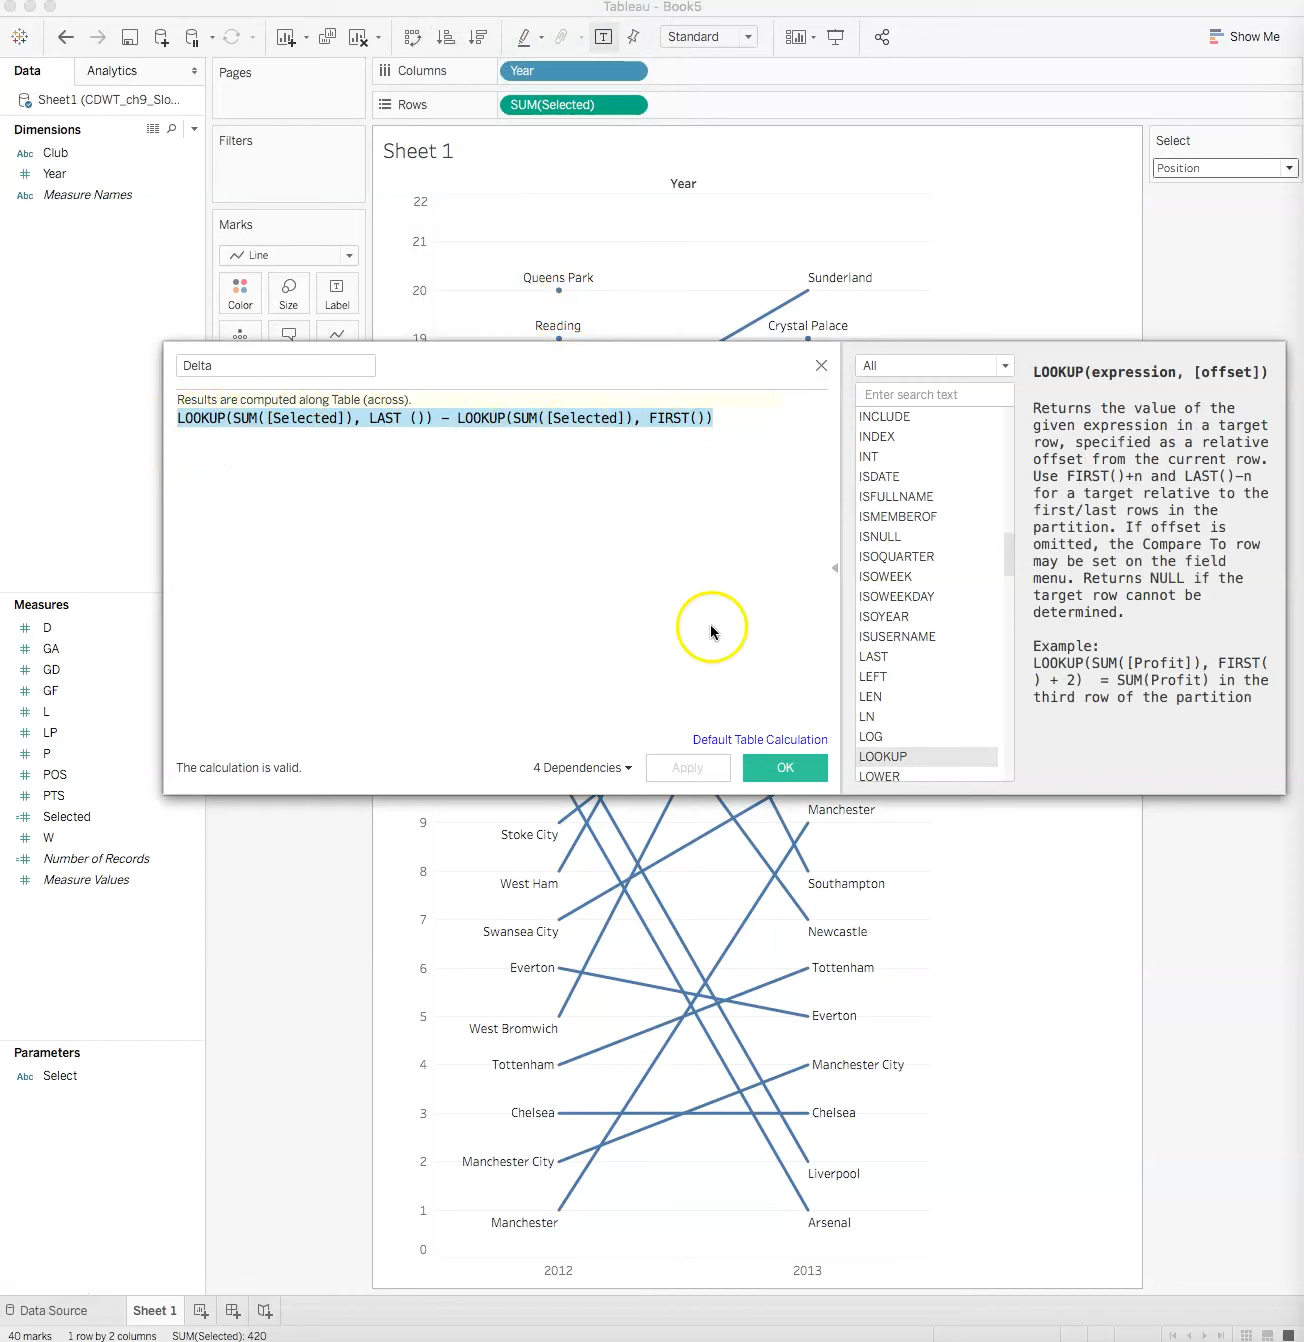 Tableau - Book5
Standard
Show Me
Data
Analytics
Sheet1 (CDWT_ch9_Slo...
Dimensions
Abc Club
# Year
Abc Measure Names
Pages
Filters
Marks
Line
Color
Size
Label
Columns
Year
Rows
SUM(Selected)
Sheet 1
Year
22
21
20
19
Queens Park
Sunderland
Reading
Crystal Palace
Select
Position
Delta
Results are computed along Table (across).
LOOKUP(SUM([Selected]), LAST ()) - LOOKUP(SUM([Selected]), FIRST())
Default Table Calculation
The calculation is valid.
4 Dependencies
Apply
OK
All
Enter search text
INCLUDE
INDEX
INT
ISDATE
ISFULLNAME
ISMEMBEROF
ISNULL
ISOQUARTER
ISOWEEK
ISOWEEKDAY
ISOYEAR
ISUSERNAME
LAST
LEFT
LEN
LN
LOG
LOOKUP
LOWER
LOOKUP(expression, [offset])
Returns the value of the
given expression in a target
row, specified as a relative
offset from the current row.
Use FIRST()+n and LAST()-n
for a target relative to the
first/last rows in the
partition. If offset is
omitted, the Compare To row
may be set on the field
menu. Returns NULL if the
target row cannot be
determined.
Example:
LOOKUP(SUM([Profit]), FIRST(
) + 2)  = SUM(Profit) in the
third row of the partition
Measures
# D
# GA
# GD
# GF
# L
# LP
# P
# POS
# PTS
=# Selected
# W
=# Number of Records
# Measure Values
Parameters
Abc Select
9
8
7
6
5
4
3
2
1
0
Stoke City
West Ham
Swansea City
Everton
West Bromwich
Tottenham
Chelsea
Manchester City
Manchester
Manchester
Southampton
Newcastle
Tottenham
Everton
Manchester City
Chelsea
Liverpool
Arsenal
2012
2013
Data Source
Sheet 1
40 marks
1 row by 2 columns
SUM(Selected): 420